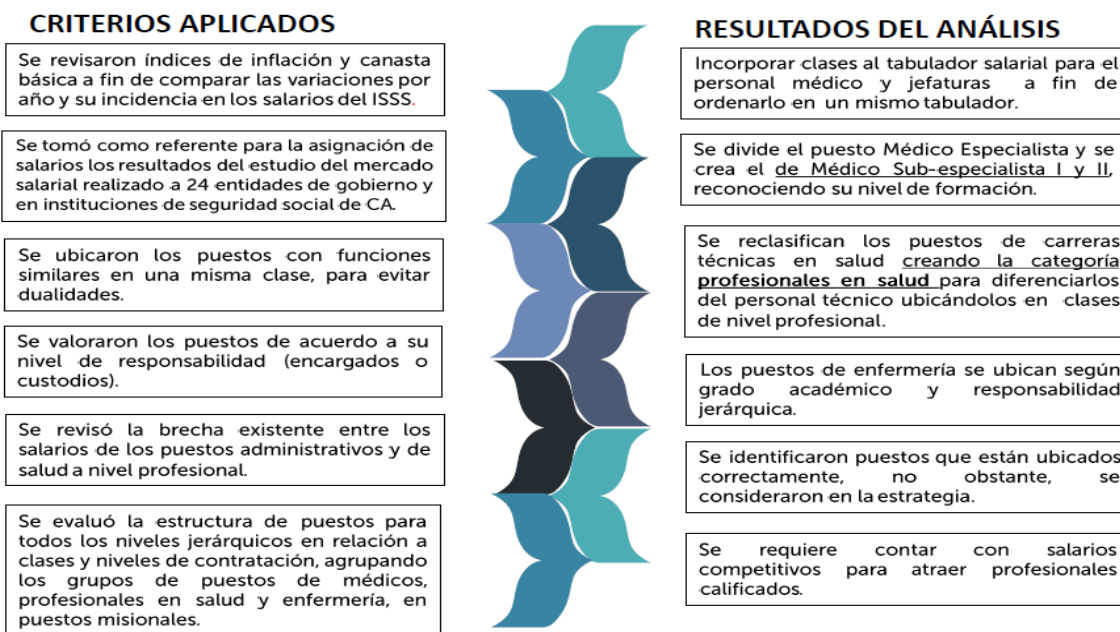 CRITERIOS APLICADOS
Se revisaron índices de inflación y canasta
básica a fin de comparar las variaciones por
año y su incidencia en los salarios del ISSS.
Se tomó como referente para la asignación de
salarios los resultados del estudio del mercado
salarial realizado a 24 entidades de gobierno y
en instituciones de seguridad social de CA.
Se ubicaron los puestos con funciones
similares en una misma clase, para evitar
dualidades.
Se valoraron los puestos de acuerdo a su
nivel de responsabilidad (encargados o
custodios).
Se revisó la brecha existente entre los
salarios de los puestos administrativos y de
salud a nivel profesional.
Se evaluó la estructura de puestos para
todos los niveles jerárquicos en relación a
clases y niveles de contratación, agrupando
los grupos de puestos de médicos,
profesionales en salud y enfermería, en
puestos misionales.
RESULTADOS DEL ANÁLISIS
Incorporar clases al tabulador salarial para el
personal médico y jefaturas a fin de
ordenarlo en un mismo tabulador.
Se divide el puesto Médico Especialista y se
crea el de Médico Sub-especialista I y II,
reconociendo su nivel de formación.
Se reclasifican los puestos de carreras
técnicas en salud creando la categoría
profesionales en salud para diferenciarlos
del personal técnico ubicándolos en clases
de nivel profesional.
Los puestos de enfermería se ubican según
grado académico y responsabilidad
jerárquica.
Se identificaron puestos que están ubicados
correctamente, no obstante, se
consideraron en la estrategia.
Se requiere contar con salarios
competitivos para atraer profesionales
calificados.